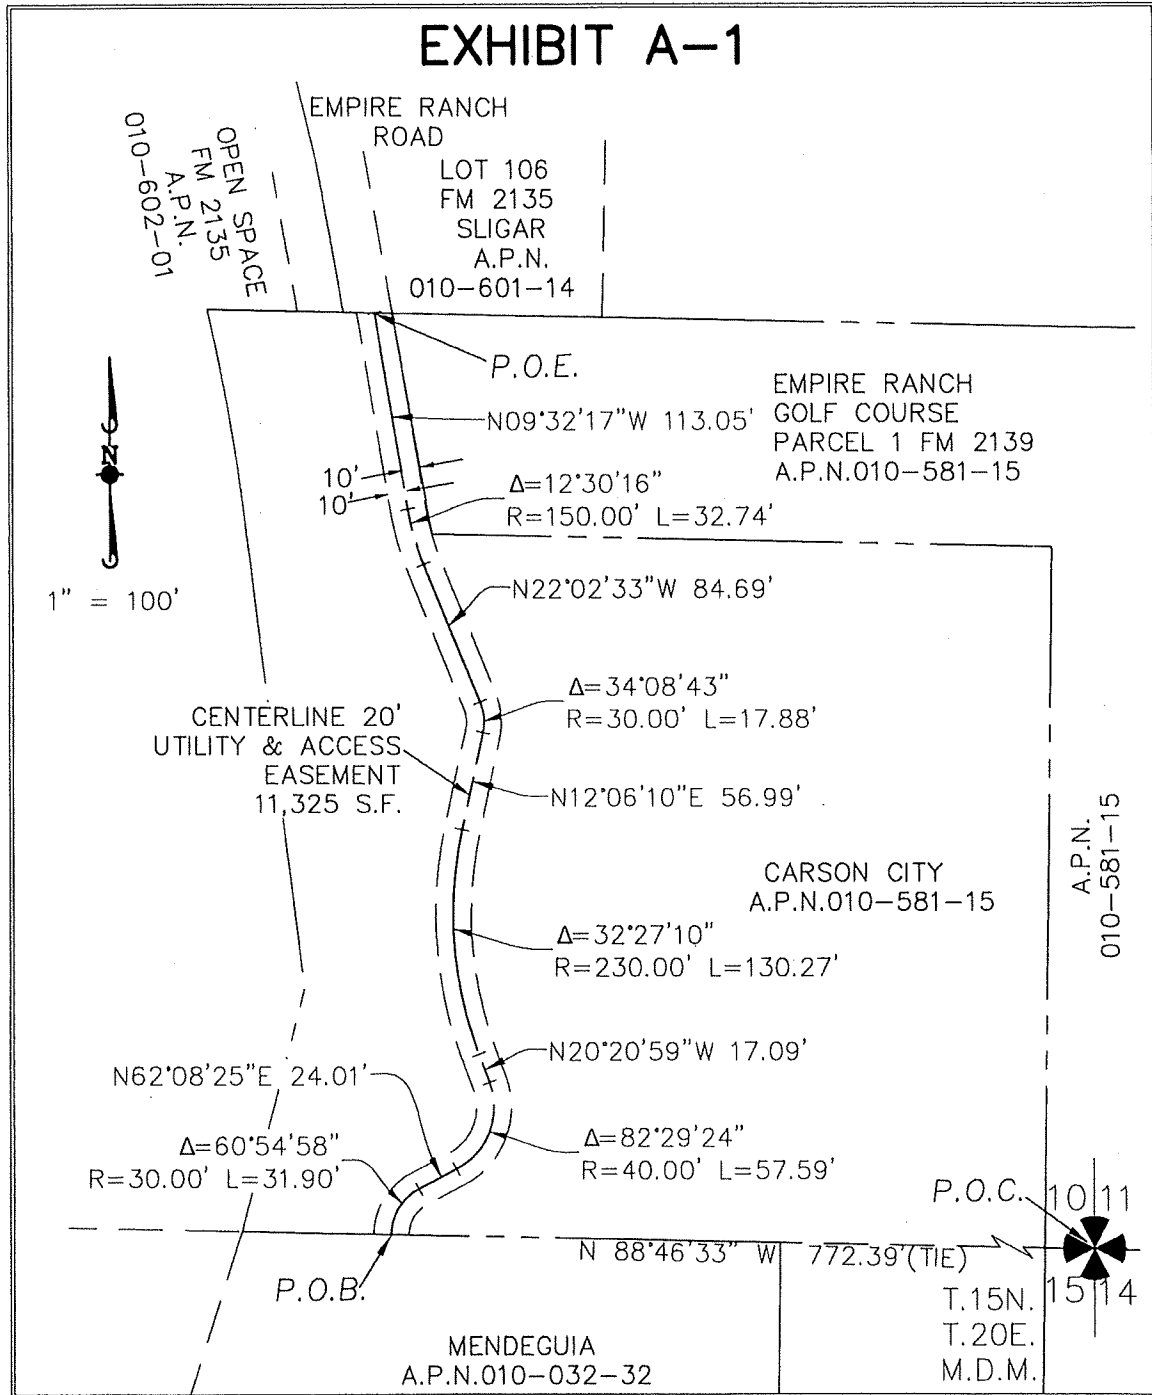 EXHIBIT A-1
EMPIRE RANCH
ROAD
OPEN SPACE
FM 2135
A.P.N.
010-602-01
LOT 106
FM 2135
SLIGAR
A.P.N.
010-601-14
P.O.E.
N09°32'17"W 113.05'
EMPIRE RANCH
GOLF COURSE
PARCEL 1 FM 2139
A.P.N.010-581-15
10'
10'
Δ=12°30'16"
R=150.00' L=32.74'
N
1" = 100'
N22°02'33"W 84.69'
Δ=34°08'43"
R=30.00' L=17.88'
CENTERLINE 20'
UTILITY & ACCESS
EASEMENT
11,325 S.F.
N12°06'10"E 56.99'
CARSON CITY
A.P.N.010-581-15
A.P.N.
010-581-15
Δ=32°27'10"
R=230.00' L=130.27'
N20°20'59"W 17.09'
N62°08'25"E 24.01'
Δ=60°54'58"
R=30.00' L=31.90'
Δ=82°29'24"
R=40.00' L=57.59'
P.O.C.
10 11
15 14
N 88°46'33" W 772.39'(TIE)
P.O.B.
T.15N.
T.20E.
M.D.M.
MENDEGUIA
A.P.N.010-032-32